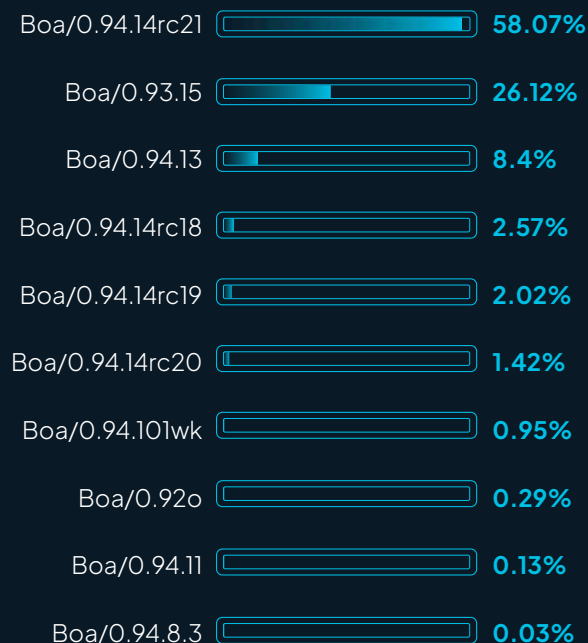 Boa/0.94.14rc21 58.07%
Boa/0.93.15 26.12%
Boa/0.94.13 8.4%
Boa/0.94.14rc18 2.57%
Boa/0.94.14rc19 2.02%
Boa/0.94.14rc20 1.42%
Boa/0.94.101wk 0.95%
Boa/0.92o 0.29%
Boa/0.94.11 0.13%
Boa/0.94.8.3 0.03%